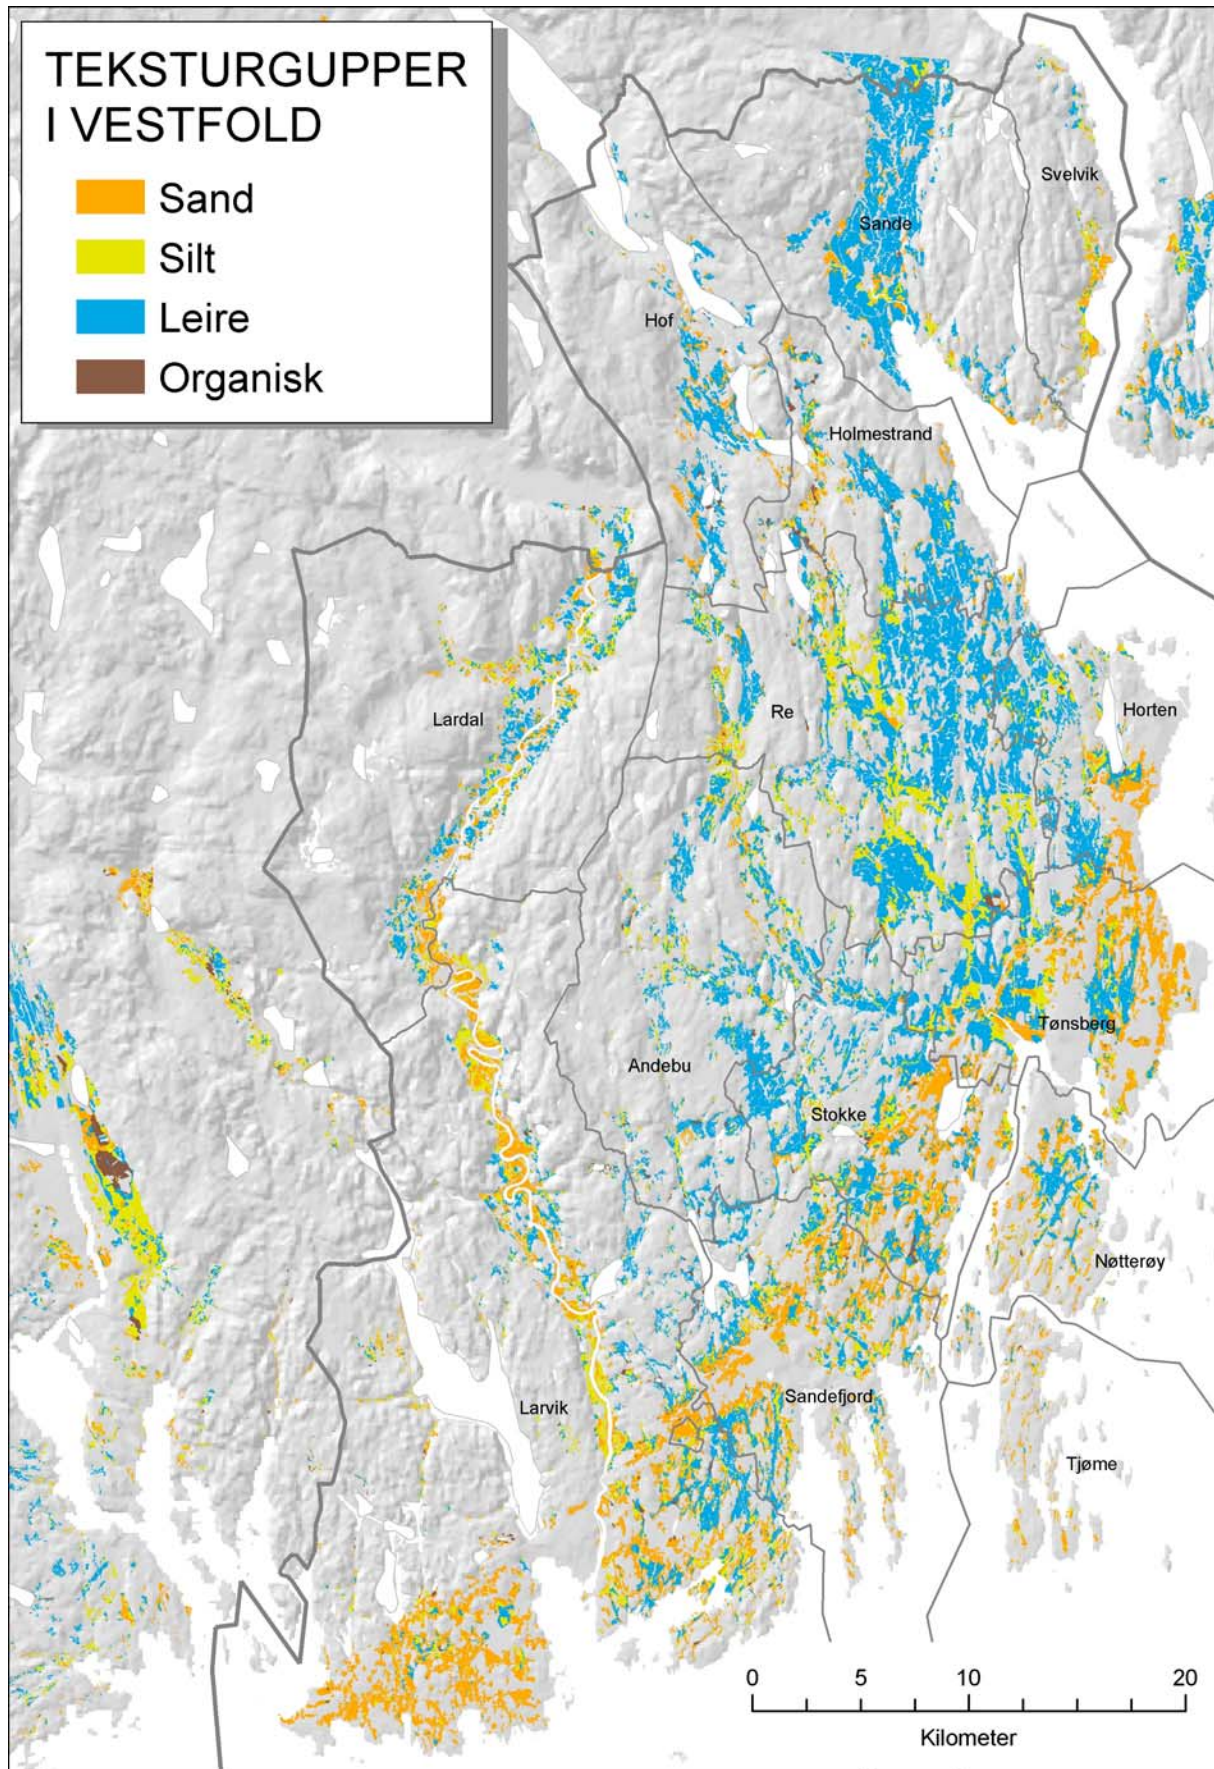 TEKSTURGUPPER
I VESTFOLD
Sand
Silt
Leire
Organisk
Svelvik
Sande
Hof
Holmestrand
Lardal
Re
Horten
Tønsberg
Andebu
Stokke
Nøtterøy
Sandefjord
Larvik
Tjøme
0 5 10 20
Kilometer